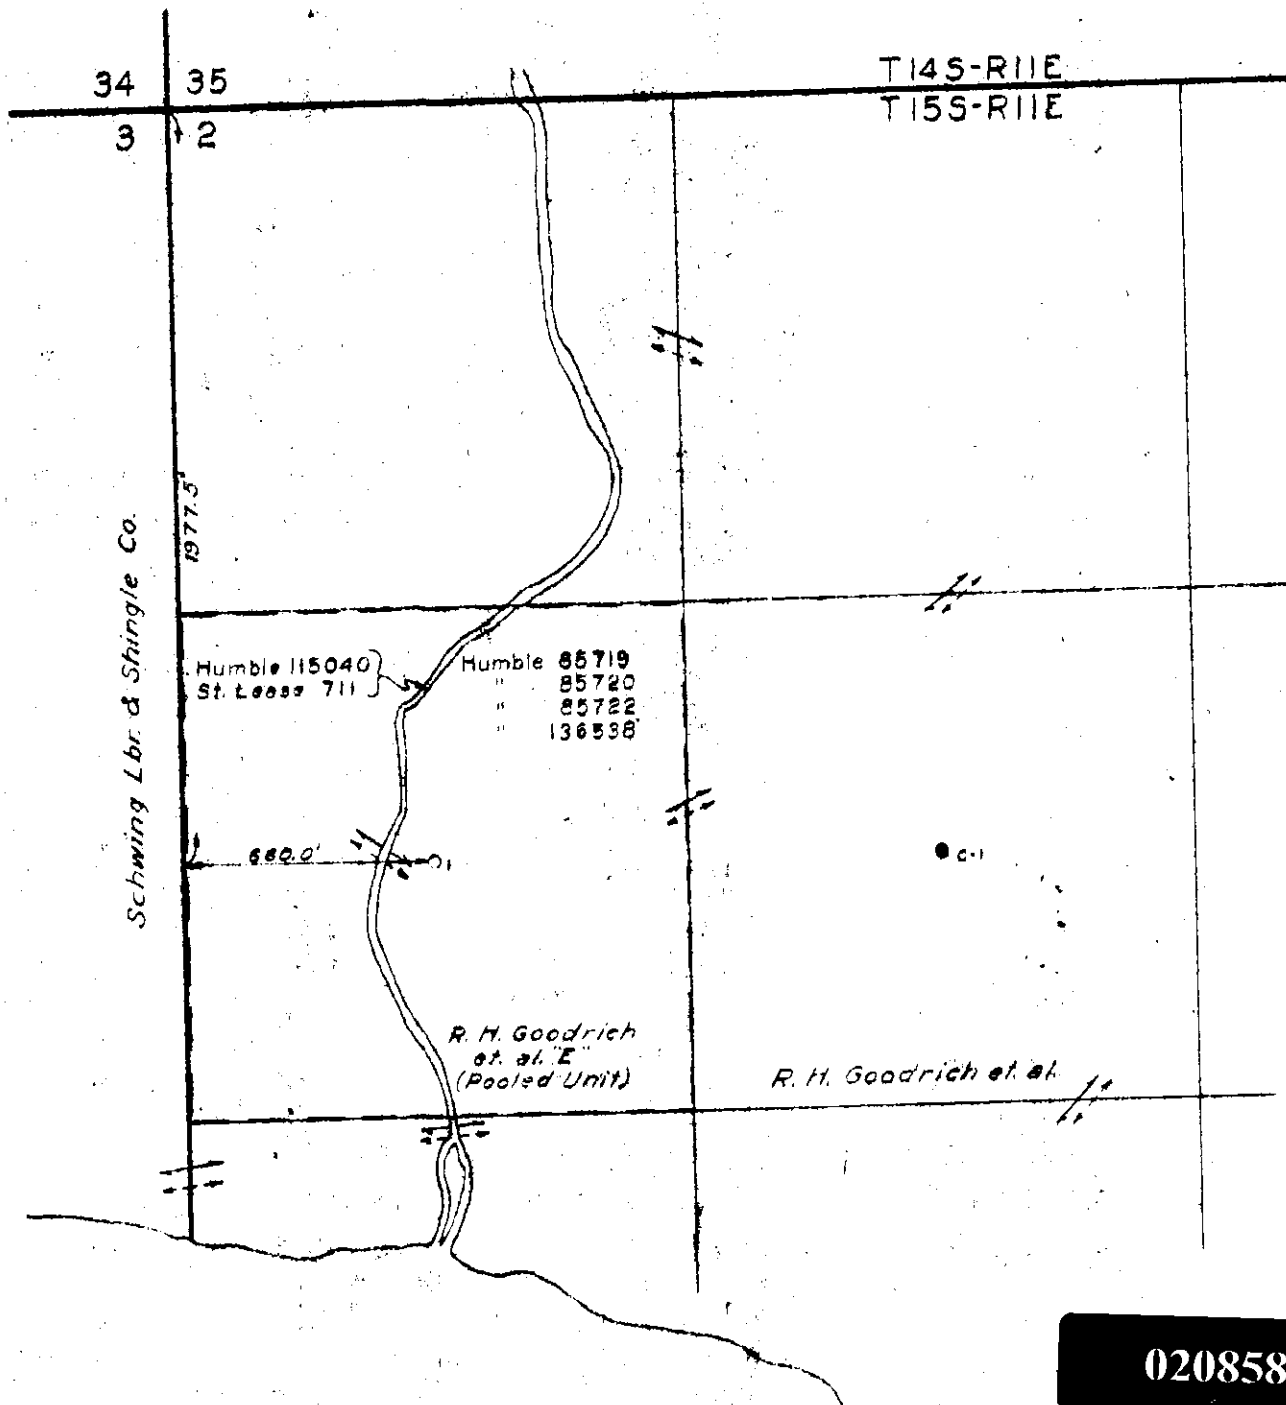 34 35
T14S-R11E
3 2
T15S-R11E
1977.5'
Schwing Lbr. & Shingle Co.
Humble 115040
St. Lease 711
Humble 85719
" 85720
" 85722
" 136538
660.0'
1
C-1
R. H. Goodrich
et. al. "E"
(Pooled Unit)
R. H. Goodrich et. al.
020858